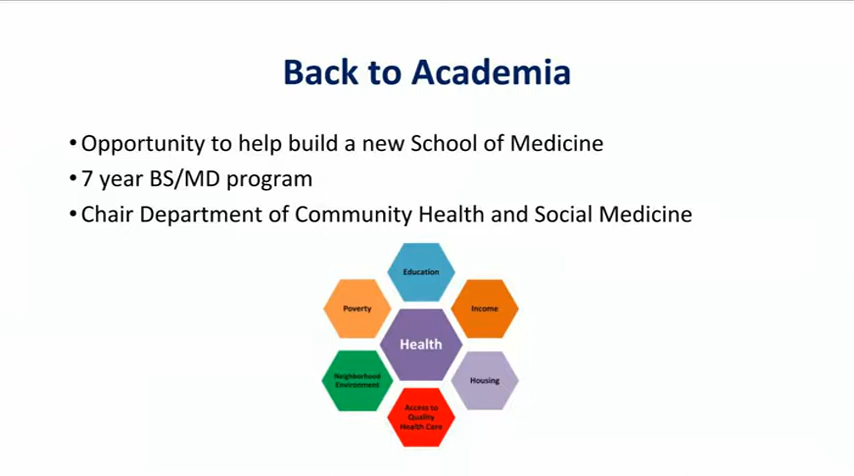 Back to Academia
• Opportunity to help build a new School of Medicine
• 7 year BS/MD program
• Chair Department of Community Health and Social Medicine
Education
Poverty
Income
Health
Neighborhood
Environment
Housing
Access to
Quality
Health Care